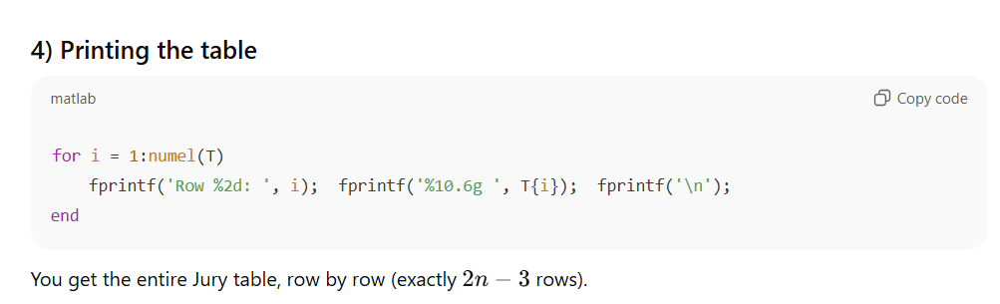 4) Printing the table
matlab
Copy code
for i = 1:numel(T)
    fprintf('Row %2d: ', i);  fprintf('%10.6g ', T{i});  fprintf('\n');
end
You get the entire Jury table, row by row (exactly 2n − 3 rows).